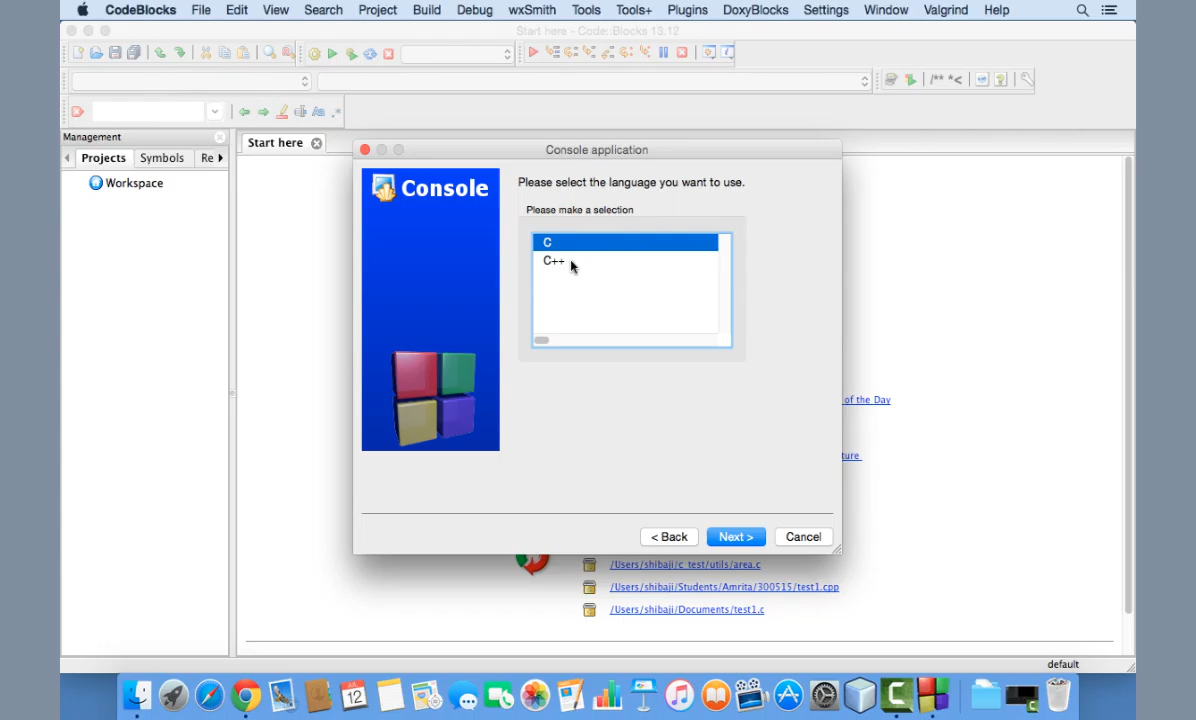 CodeBlocks File Edit View Search Project Build Debug wxSmith Tools Tools+ Plugins DoxyBlocks Settings Window Valgrind Help
Start here - Code::Blocks 13.12
/** *<
Management
Projects Symbols Re
Workspace
Start here
Console application
Console
Please select the language you want to use.
Please make a selection
C
C++
of the Day
ture
< Back Next > Cancel
/Users/shibaji/c_test/utils/area.c
/Users/shibaji/Students/Amrita/300515/test1.cpp
/Users/shibaji/Documents/test1.c
default
12